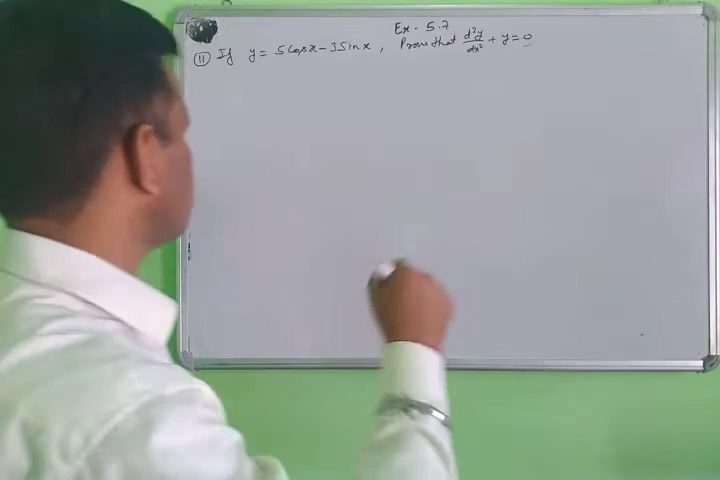 Ex - 5.7
(11) If y = 5 Cos x - 3 Sin x, Prove that d²y/dx² + y = 0